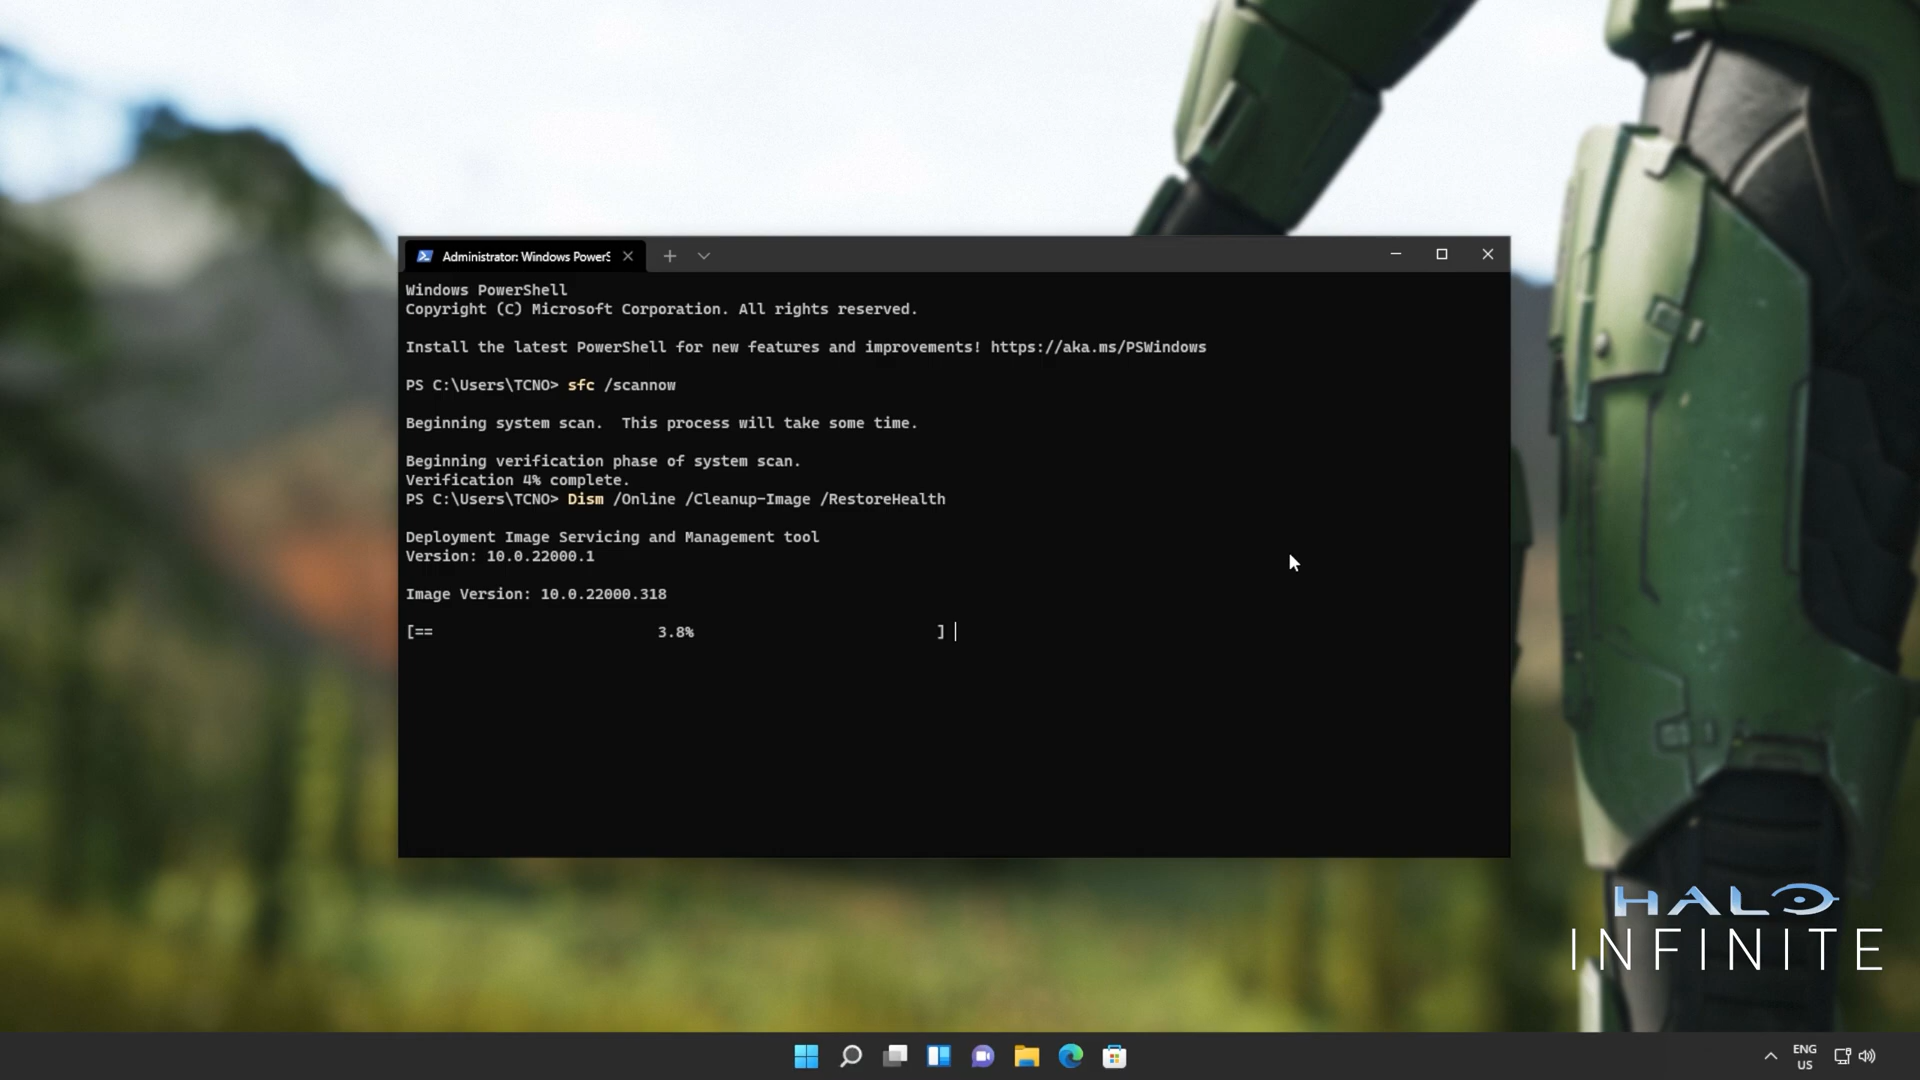 Administrator: Windows PowerS
Windows PowerShell
Copyright (C) Microsoft Corporation. All rights reserved.
Install the latest PowerShell for new features and improvements! https://aka.ms/PSWindows
PS C:\Users\TCNO> sfc /scannow
Beginning system scan.  This process will take some time.
Beginning verification phase of system scan.
Verification 4% complete.
PS C:\Users\TCNO> Dism /Online /Cleanup-Image /RestoreHealth
Deployment Image Servicing and Management tool
Version: 10.0.22000.1
Image Version: 10.0.22000.318
[==                         3.8%                           ]
HALO
INFINITE
ENG
US